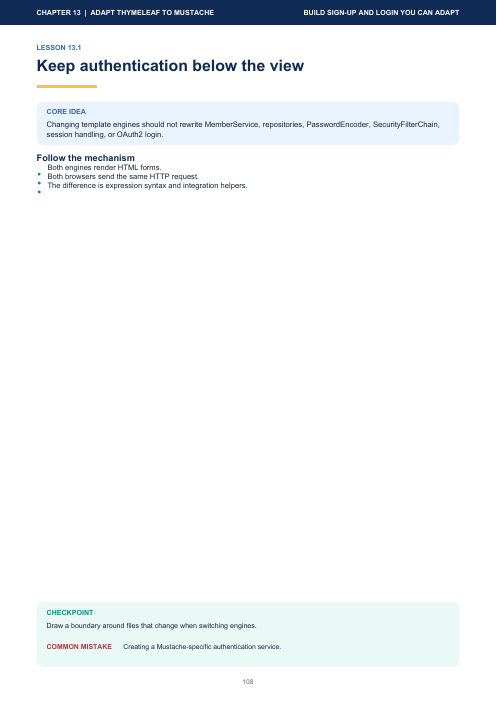 CHAPTER 13 | ADAPT THYMELEAF TO MUSTACHE
BUILD SIGN-UP AND LOGIN YOU CAN ADAPT
LESSON 13.1
Keep authentication below the view
CORE IDEA
Changing template engines should not rewrite MemberService, repositories, PasswordEncoder, SecurityFilterChain,
session handling, or OAuth2 login.
Follow the mechanism
Both engines render HTML forms.
Both browsers send the same HTTP request.
The difference is expression syntax and integration helpers.
CHECKPOINT
Draw a boundary around files that change when switching engines.
COMMON MISTAKE Creating a Mustache-specific authentication service.
108